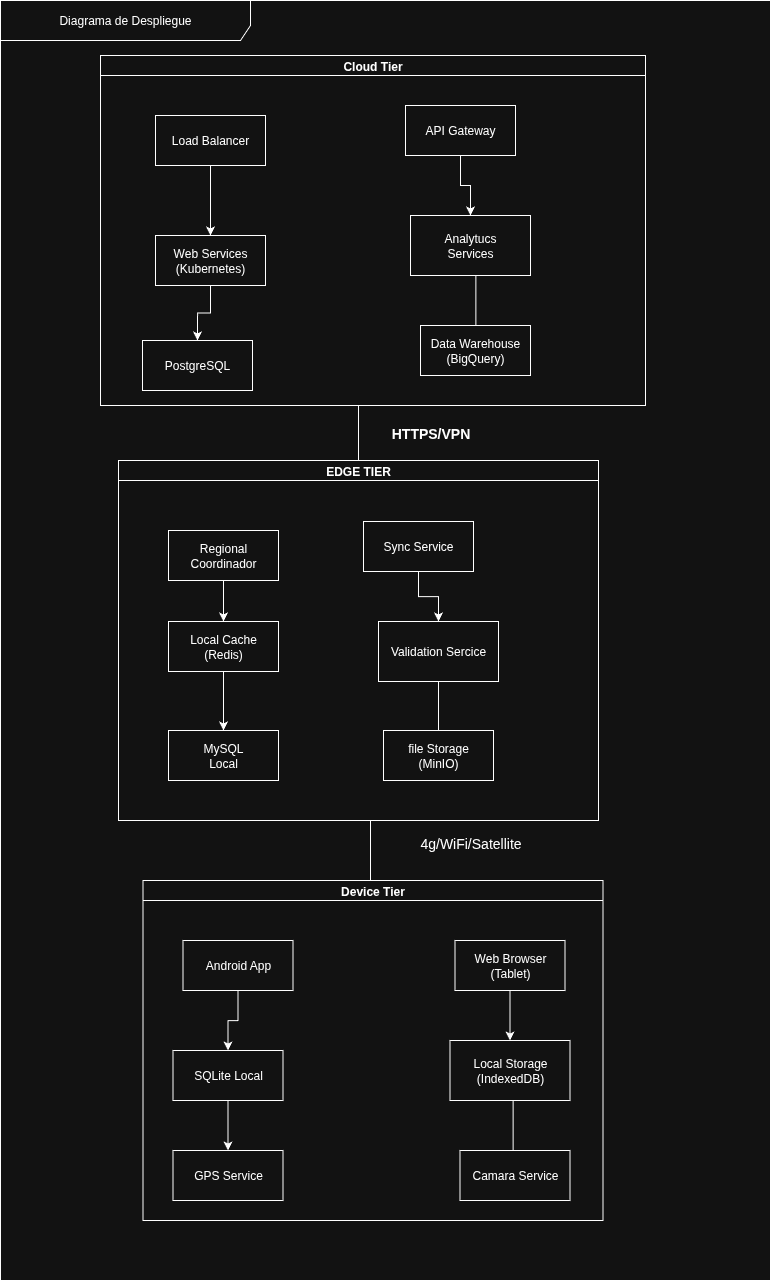 Diagrama de Despliegue
Cloud Tier
Load Balancer
API Gateway
Web Services
(Kubernetes)
Analytucs
Services
PostgreSQL
Data Warehouse
(BigQuery)
HTTPS/VPN
EDGE TIER
Regional
Coordinador
Sync Service
Local Cache
(Redis)
Validation Sercice
MySQL
Local
file Storage
(MinIO)
4g/WiFi/Satellite
Device Tier
Android App
Web Browser
(Tablet)
SQLite Local
Local Storage
(IndexedDB)
GPS Service
Camara Service